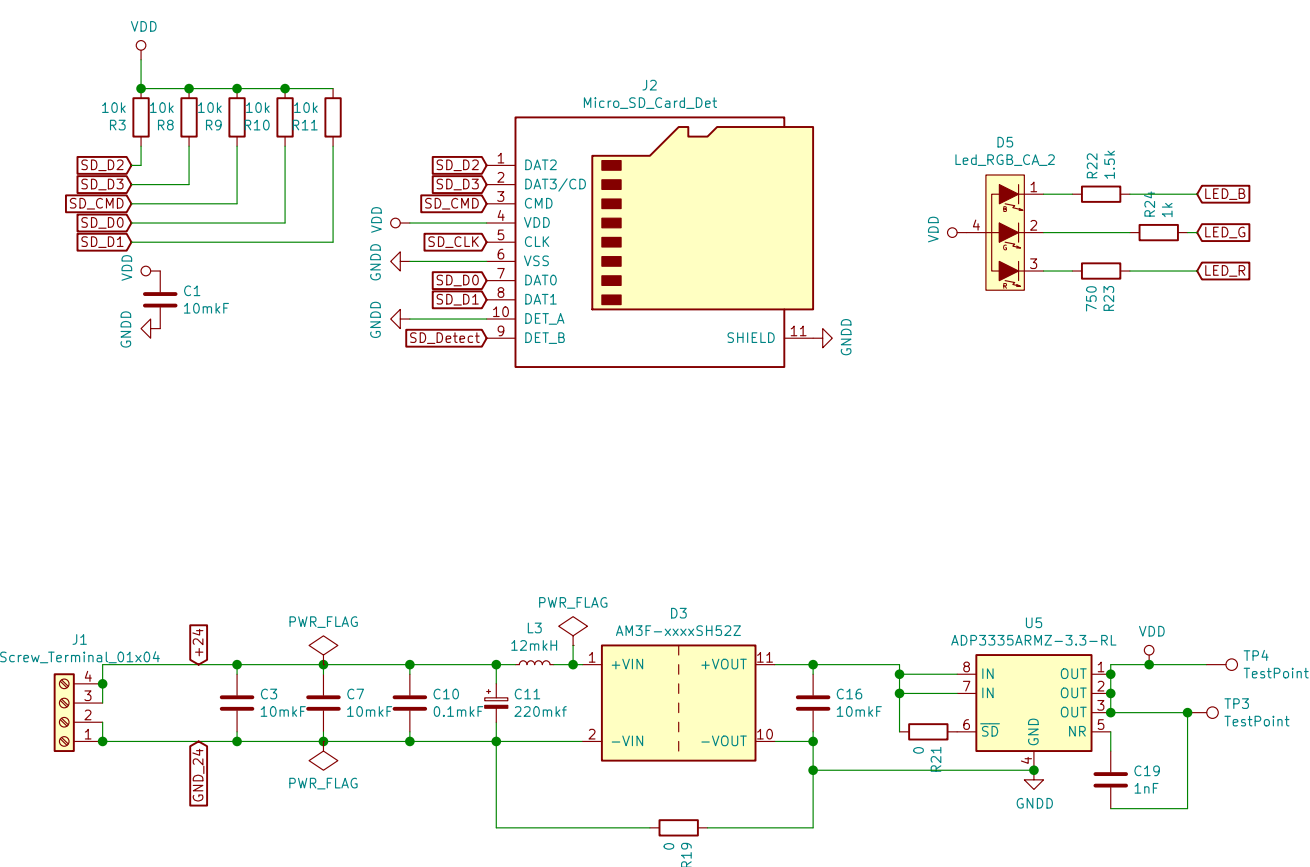 VDD
10k 10k 10k 10k 10k
R3 R8 R9 R10 R11
SD_D2
SD_D3
SD_CMD
SD_D0
SD_D1
VDD
C1
10mkF
GNDD
J2
Micro_SD_Card_Det
SD_D2 1 DAT2
SD_D3 2 DAT3/CD
SD_CMD 3 CMD
VDD 4 VDD
SD_CLK 5 CLK
GNDD 6 VSS
SD_D0 7 DAT0
SD_D1 8 DAT1
GNDD 10 DET_A
SD_Detect 9 DET_B
SHIELD 11 GNDD
D5
Led_RGB_CA_2
VDD 4
B
G
R
1 R22 1.5k LED_B
2 R24 1k LED_G
3 750 R23 LED_R
J1
Screw_Terminal_01x04
4
3
2
1
+24
GND_24
C3
10mkF
PWR_FLAG
C7
10mkF
PWR_FLAG
C10
0.1mkF
+
C11
220mkf
L3
12mkH
PWR_FLAG
D3
AM3F-xxxxSH52Z
1 +VIN +VOUT 11
2 -VIN -VOUT 10
0
R19
C16
10mkF
0
R21
U5
ADP3335ARMZ-3.3-RL
8 IN OUT 1
7 IN OUT 2
OUT 3
6 SD NR 5
GND
4
GNDD
VDD
TP4
TestPoint
TP3
TestPoint
C19
1nF